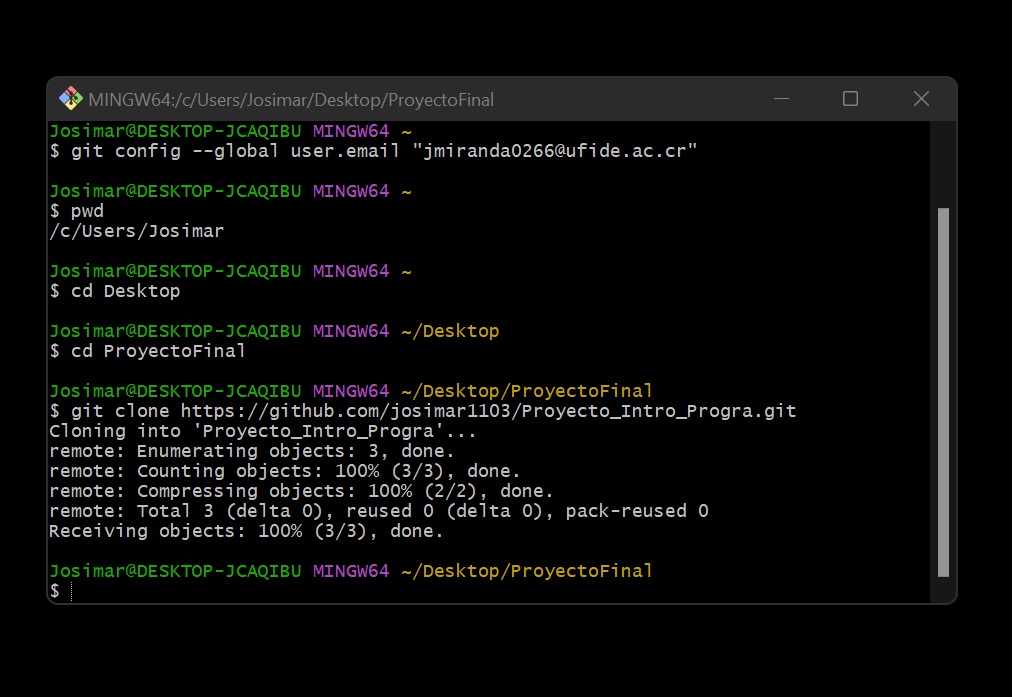 MINGW64:/c/Users/Josimar/Desktop/ProyectoFinal
Josimar@DESKTOP-JCAQIBU MINGW64 ~
$ git config --global user.email "jmiranda0266@ufide.ac.cr"
Josimar@DESKTOP-JCAQIBU MINGW64 ~
$ pwd
/c/Users/Josimar
Josimar@DESKTOP-JCAQIBU MINGW64 ~
$ cd Desktop
Josimar@DESKTOP-JCAQIBU MINGW64 ~/Desktop
$ cd ProyectoFinal
Josimar@DESKTOP-JCAQIBU MINGW64 ~/Desktop/ProyectoFinal
$ git clone https://github.com/josimar1103/Proyecto_Intro_Progra.git
Cloning into 'Proyecto_Intro_Progra'...
remote: Enumerating objects: 3, done.
remote: Counting objects: 100% (3/3), done.
remote: Compressing objects: 100% (2/2), done.
remote: Total 3 (delta 0), reused 0 (delta 0), pack-reused 0
Receiving objects: 100% (3/3), done.
Josimar@DESKTOP-JCAQIBU MINGW64 ~/Desktop/ProyectoFinal
$